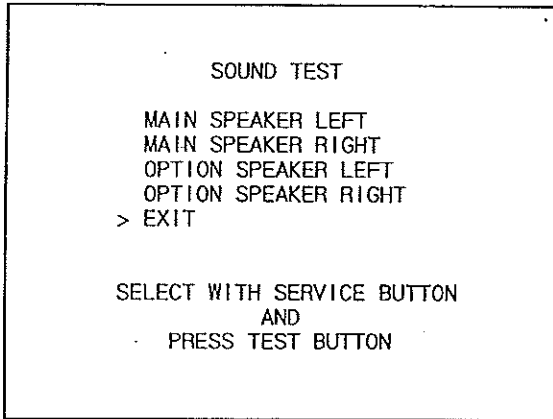 SOUND TEST
MAIN SPEAKER LEFT
MAIN SPEAKER RIGHT
OPTION SPEAKER LEFT
OPTION SPEAKER RIGHT
> EXIT
SELECT WITH SERVICE BUTTON
AND
PRESS TEST BUTTON